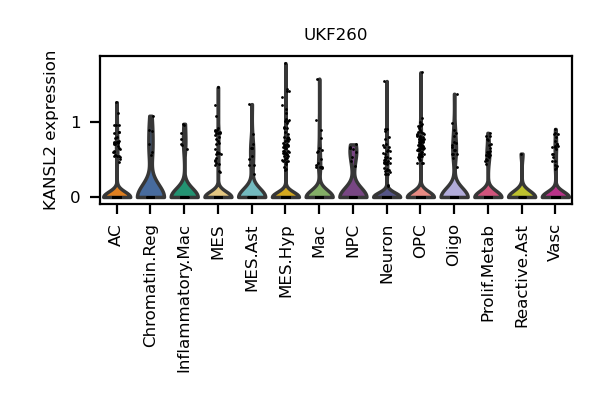 UKF260
KANSL2 expression
1
0
AC
Chromatin.Reg
Inflammatory.Mac
MES
MES.Ast
MES.Hyp
Mac
NPC
Neuron
OPC
Oligo
Prolif.Metab
Reactive.Ast
Vasc